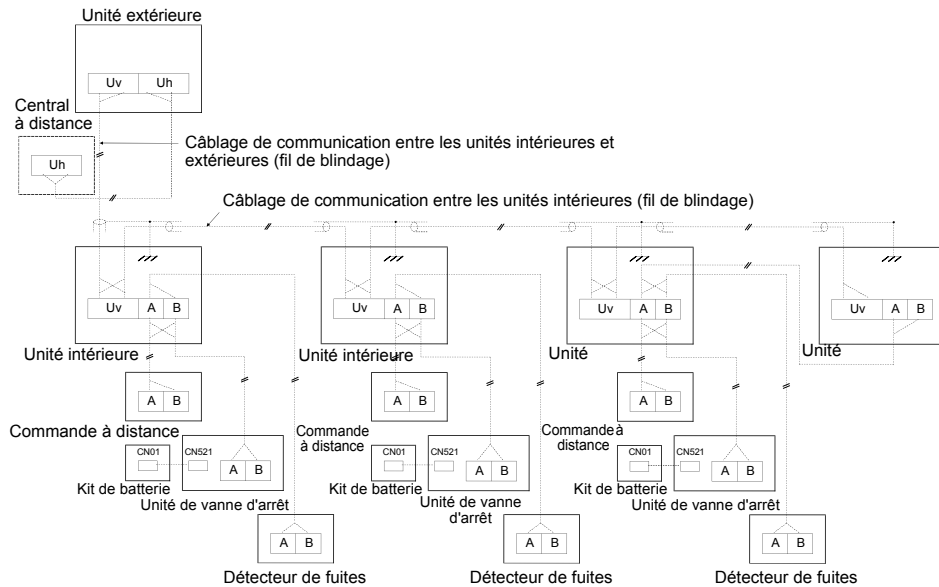 Unité extérieure
Uv Uh
Central
à distance
Uh
Câblage de communication entre les unités intérieures et
extérieures (fil de blindage)
Câblage de communication entre les unités intérieures (fil de blindage)
Uv A B
Uv A B
Uv A B
Uv A B
Unité intérieure
Unité intérieure
Unité
Unité
A B
A B
A B
Commande à distance
Commande
à distance
Commande à
distance
CN01
CN521
A B
CN01
CN521
A B
CN01
CN521
A B
Kit de batterie
Kit de batterie
Kit de batterie
Unité de vanne d'arrêt
Unité de vanne
d'arrêt
Unité de vanne d'arrêt
A B
A B
A B
Détecteur de fuites
Détecteur de fuites
Détecteur de fuites